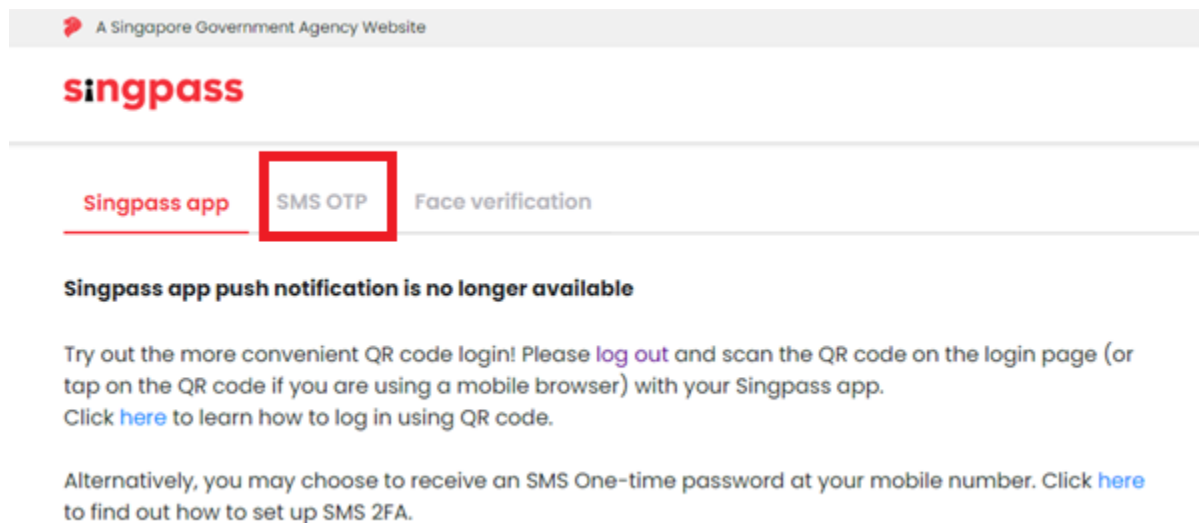 A Singapore Government Agency Website
singpass
Singpass app SMS OTP Face verification
Singpass app push notification is no longer available
Try out the more convenient QR code login! Please log out and scan the QR code on the login page (or
tap on the QR code if you are using a mobile browser) with your Singpass app.
Click here to learn how to log in using QR code.
Alternatively, you may choose to receive an SMS One-time password at your mobile number. Click here
to find out how to set up SMS 2FA.